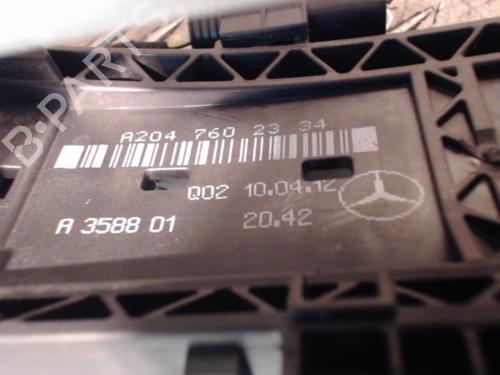 B-PARTS
A204 760 23 34
Q02 10.04.12
A 3588 01
20.42